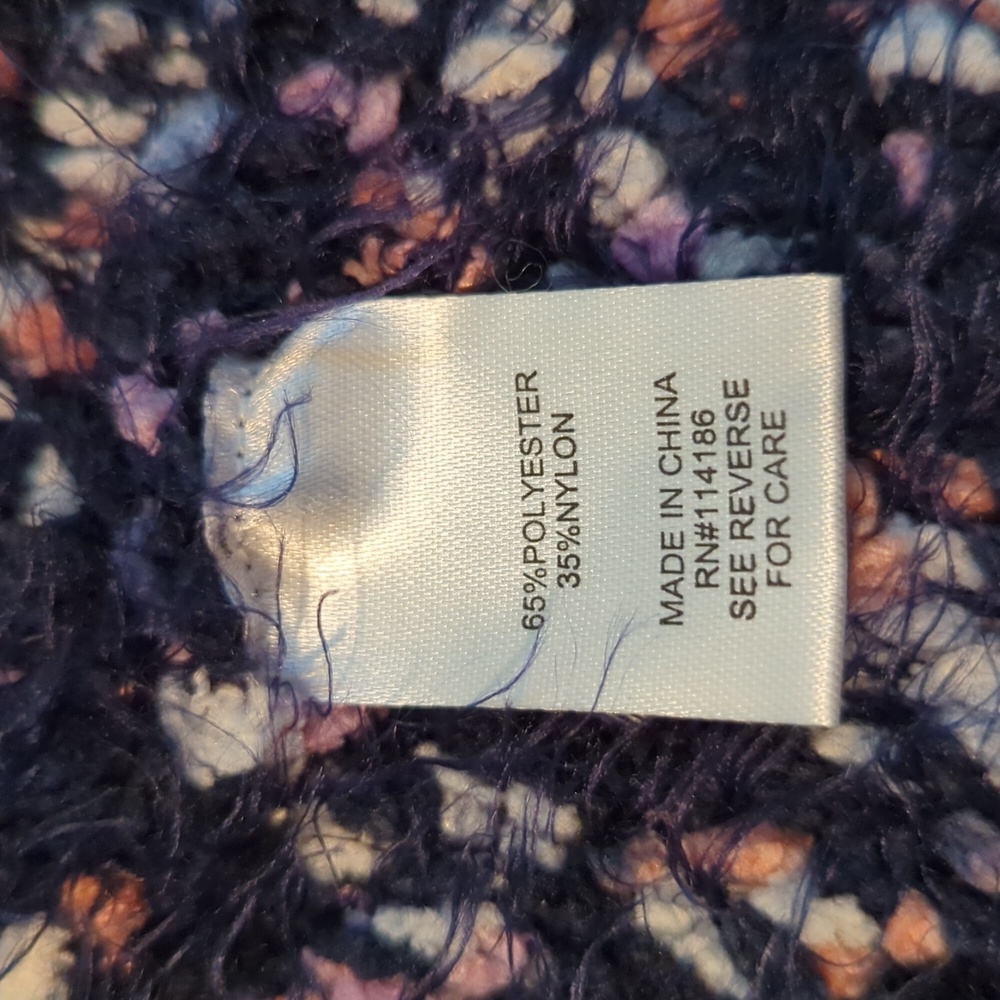 65%POLYESTER
35%NYLON
MADE IN CHINA
RN#114186
SEE REVERSE
FOR CARE